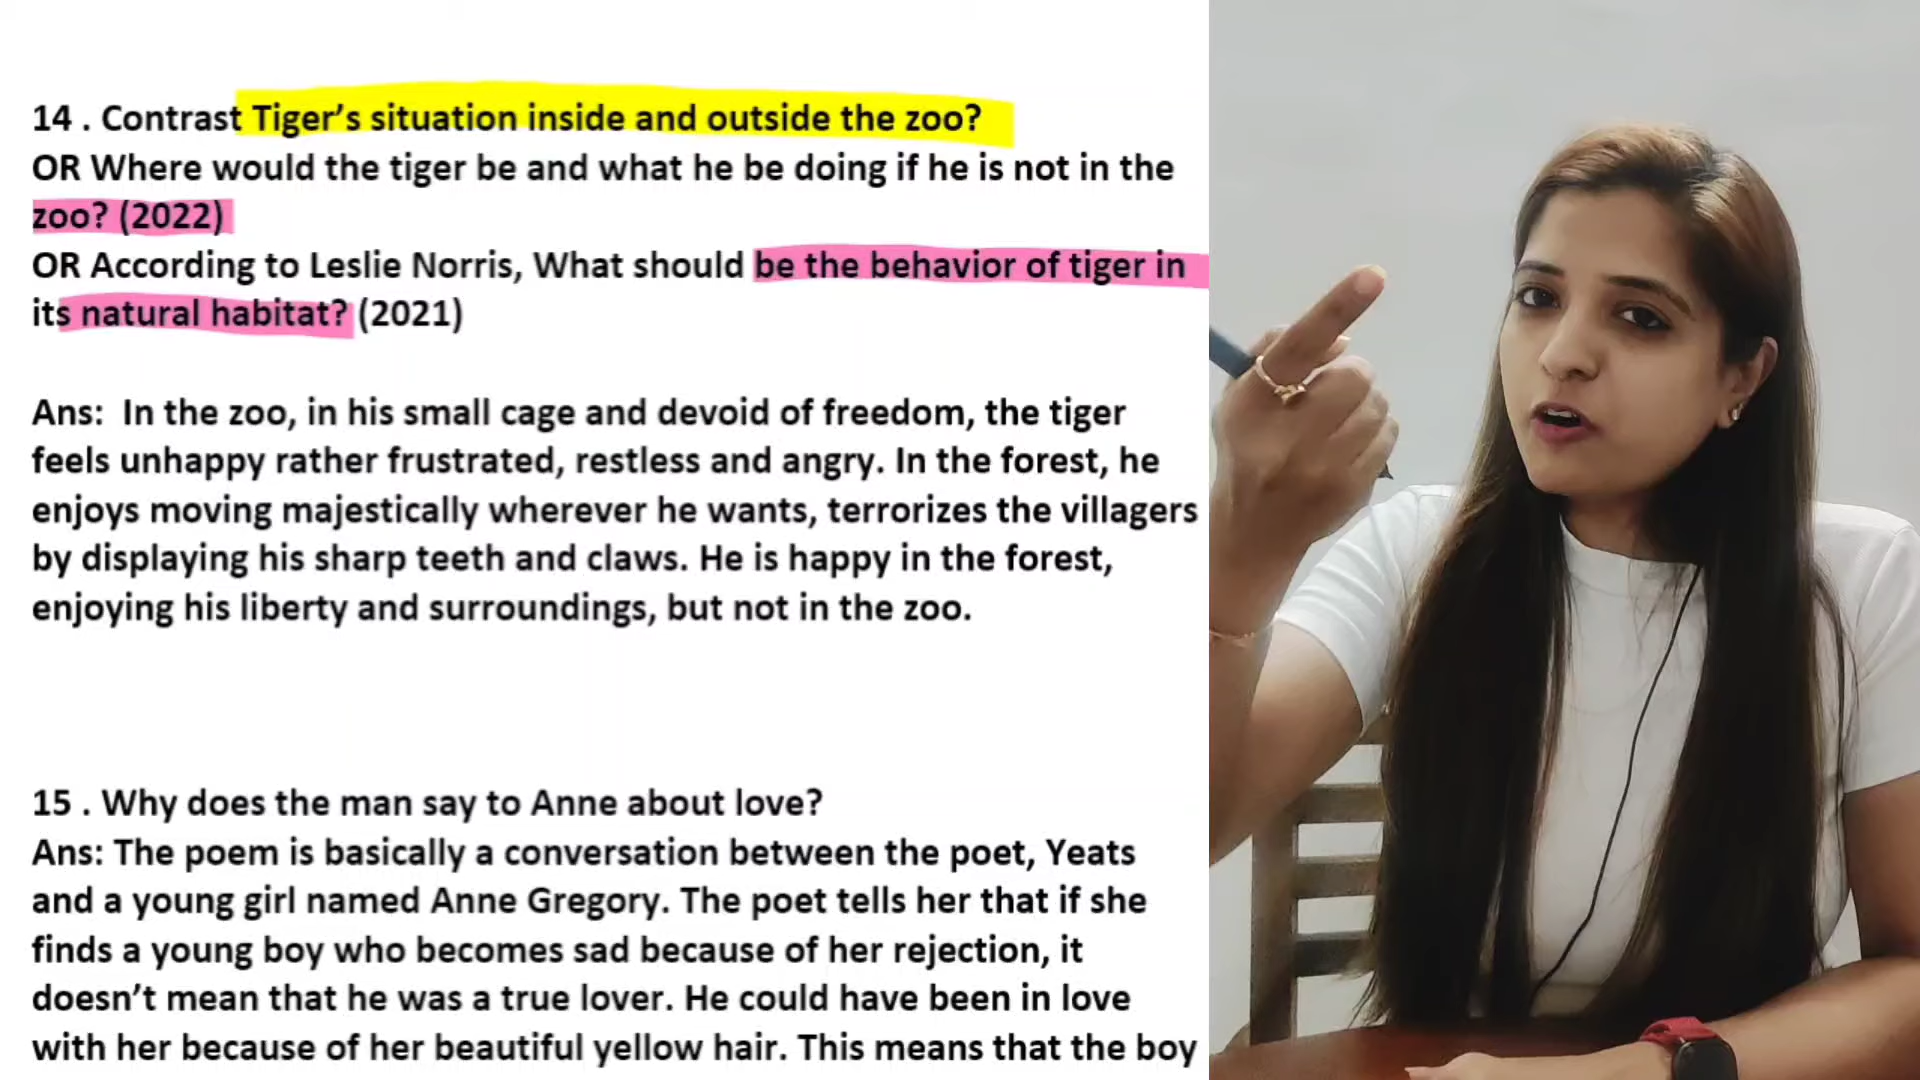 14 . Contrast Tiger’s situation inside and outside the zoo?
OR Where would the tiger be and what he be doing if he is not in the
zoo? (2022)
OR According to Leslie Norris, What should be the behavior of tiger in
its natural habitat? (2021)
Ans:  In the zoo, in his small cage and devoid of freedom, the tiger
feels unhappy rather frustrated, restless and angry. In the forest, he
enjoys moving majestically wherever he wants, terrorizes the villagers
by displaying his sharp teeth and claws. He is happy in the forest,
enjoying his liberty and surroundings, but not in the zoo.
15 . Why does the man say to Anne about love?
Ans: The poem is basically a conversation between the poet, Yeats
and a young girl named Anne Gregory. The poet tells her that if she
finds a young boy who becomes sad because of her rejection, it
doesn’t mean that he was a true lover. He could have been in love
with her because of her beautiful yellow hair. This means that the boy